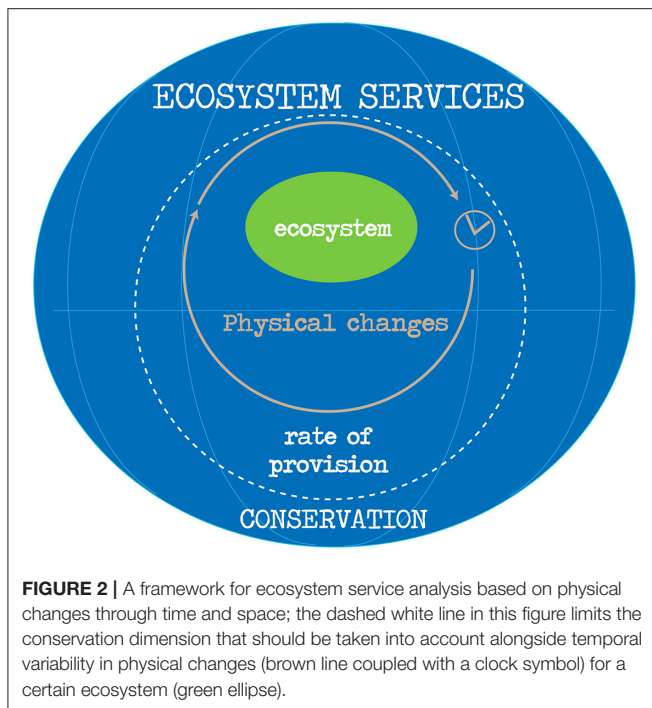 ECOSYSTEM SERVICES
ecosystem
Physical changes
rate of
provision
CONSERVATION
FIGURE 2 | A framework for ecosystem service analysis based on physical
changes through time and space; the dashed white line in this figure limits the
conservation dimension that should be taken into account alongside temporal
variability in physical changes (brown line coupled with a clock symbol) for a
certain ecosystem (green ellipse).